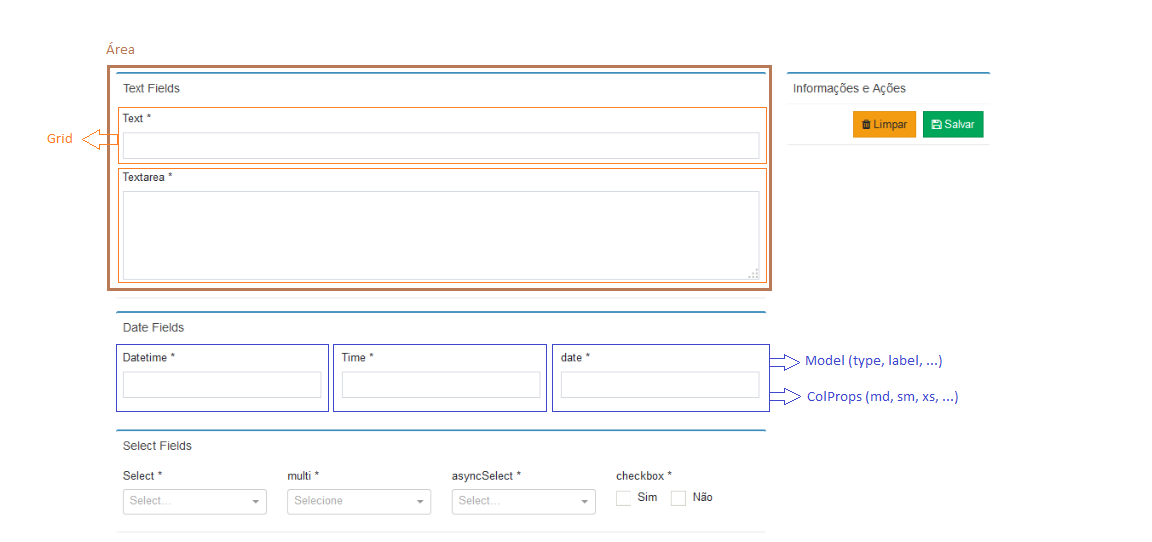 Área
Text Fields
Informações e Ações
Text *
Limpar
Salvar
Grid
Textarea *
Date Fields
Datetime *
Time *
date *
Model (type, label, ...)
ColProps (md, sm, xs, ...)
Select Fields
Select *
multi *
asyncSelect *
checkbox *
Select...
Selecione
Select...
Sim
Não